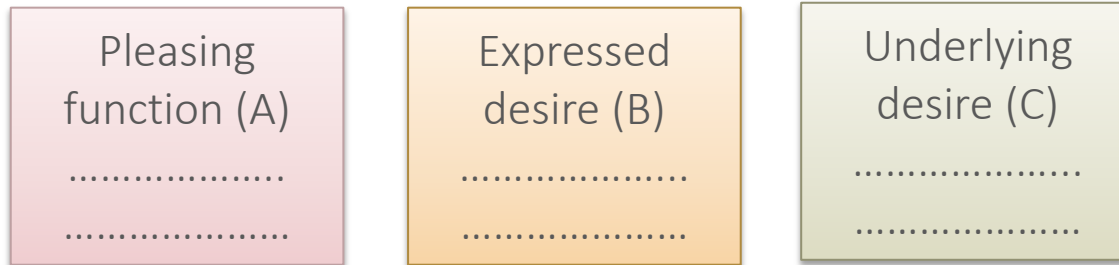 Pleasing
function (A)
………………….
…………………
Expressed
desire (B)
…………………
…………………
Underlying
desire (C)
…………………
…………………